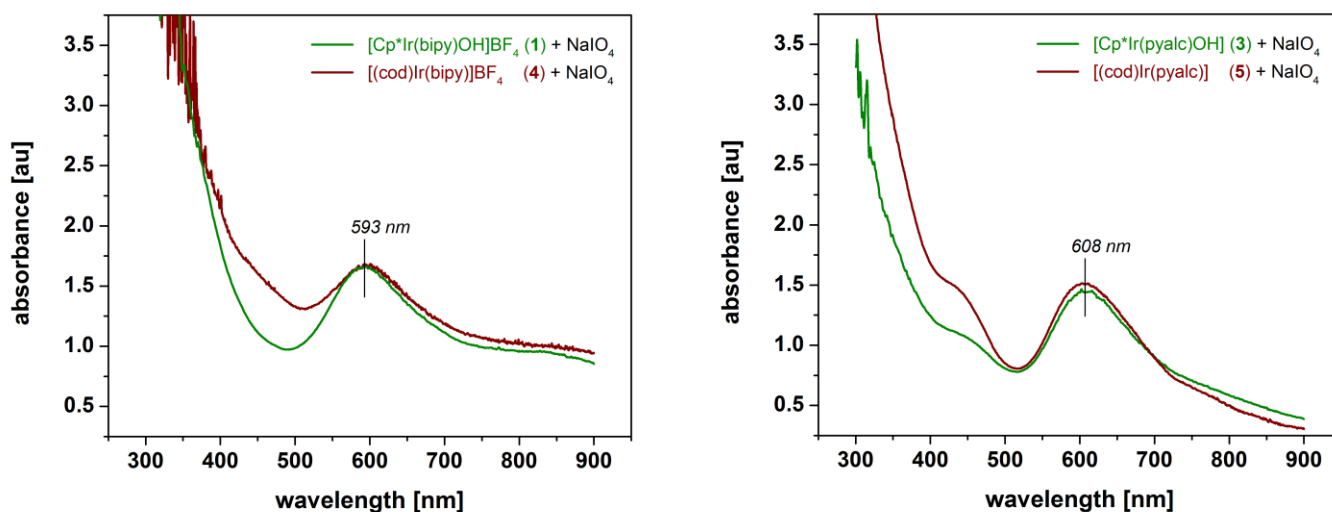 [Cp*Ir(bipy)OH]BF4 (1) + NaIO4
[(cod)Ir(bipy)]BF4 (4) + NaIO4
593 nm
absorbance [au]
3.5
3.0
2.5
2.0
1.5
1.0
0.5
300 400 500 600 700 800 900
wavelength [nm]
[Cp*Ir(pyalc)OH] (3) + NaIO4
[(cod)Ir(pyalc)] (5) + NaIO4
608 nm
absorbance [au]
3.5
3.0
2.5
2.0
1.5
1.0
0.5
300 400 500 600 700 800 900
wavelength [nm]